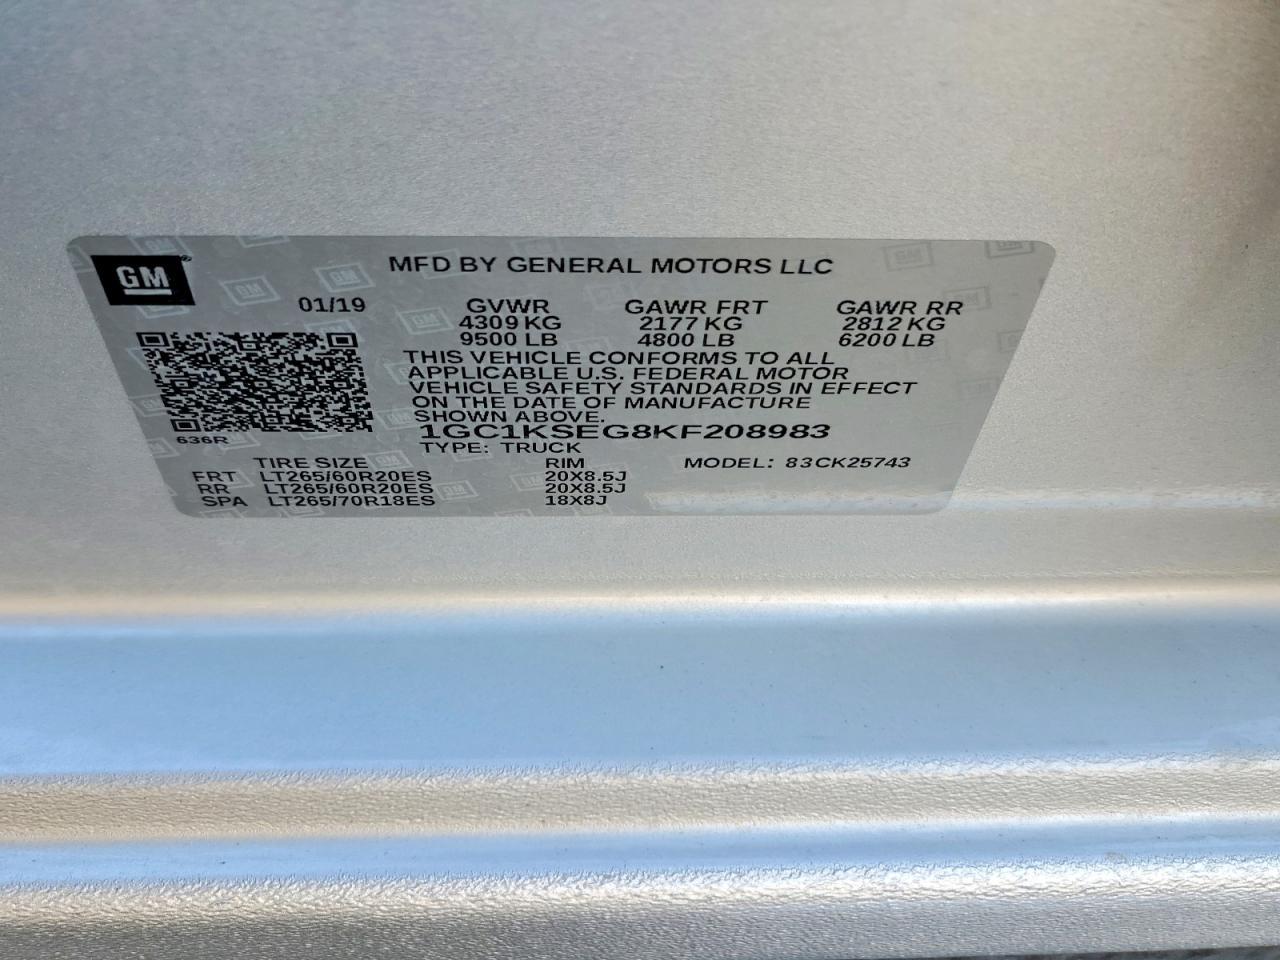 GM
MFD BY GENERAL MOTORS LLC
01/19 GVWR GAWR FRT GAWR RR
4309 KG 2177 KG 2812 KG
9500 LB 4800 LB 6200 LB
THIS VEHICLE CONFORMS TO ALL
APPLICABLE U.S. FEDERAL MOTOR
VEHICLE SAFETY STANDARDS IN EFFECT
ON THE DATE OF MANUFACTURE
SHOWN ABOVE.
636R
1GC1KSEG8KF208983
TYPE: TRUCK
TIRE SIZE RIM MODEL: 83CK25743
FRT LT265/60R20ES 20X8.5J
RR LT265/60R20ES 20X8.5J
SPA LT265/70R18ES 18X8J